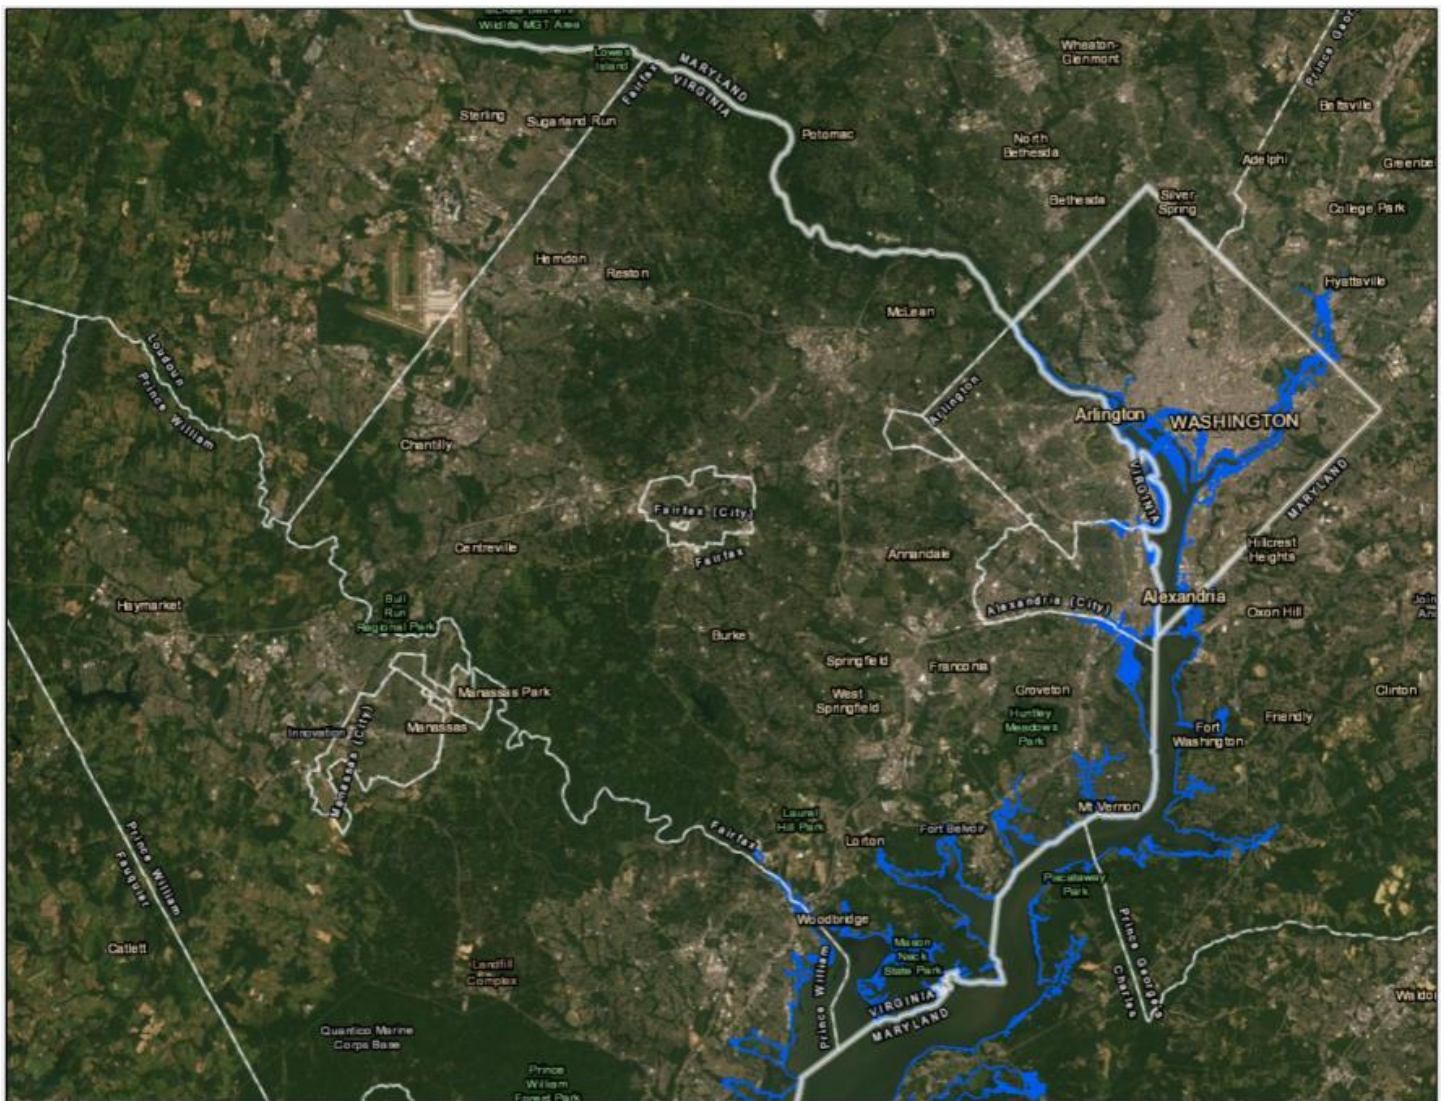 Wildlife MGT Area
Lowes
Island
Fairfax
MARYLAND
VIRGINIA
Wheaton-
Glenmont
Prince Geor
Beltsville
Sterling
Sugarland Run
Potomac
North
Bethesda
Adelphi
Greenbe
Bethesda
Silver
Spring
College Park
Herndon
Reston
Hyattsville
McLean
Loudoun
Prince William
Arlington
Arlington
WASHINGTON
Chantilly
VIRGINIA
MARYLAND
Fairfax (City)
Fairfax
Centreville
Annandale
Hillcrest
Heights
Haymarket
Bull
Run
Regional Park
Alexandria (City)
Alexandria
Oxon Hill
Join
An
Burke
Springfield
Franconia
West
Springfield
Groveton
Clinton
Manassas Park
Manassas
Innovation
Manassas (City)
Huntley
Meadows
Park
Fort
Washington
Friendly
Mt Vernon
Laurel
Hill Park
Fort Belvoir
Lorton
Fairfax
Prince William
Fauquier
Piscataway
Park
Woodbridge
Prince William
Mason
Neck
State Park
VIRGINIA
MARYLAND
Prince George's
Charles
Catlett
Landfill
Complex
Waldor
Quantico Marine
Corps Base
Prince
William
Forest Park